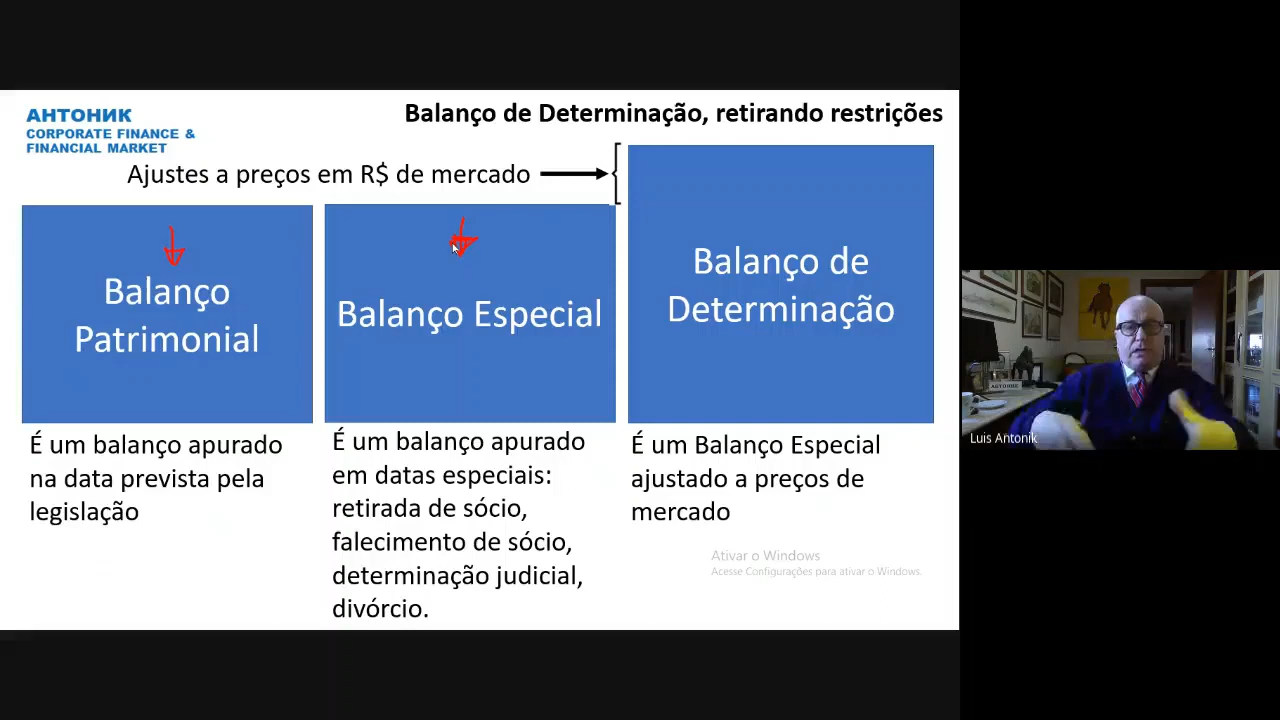 АНТОНИК
CORPORATE FINANCE &
FINANCIAL MARKET
Balanço de Determinação, retirando restrições
Ajustes a preços em R$ de mercado
Balanço
Patrimonial
Balanço Especial
Balanço de
Determinação
É um balanço apurado
na data prevista pela
legislação
É um balanço apurado
em datas especiais:
retirada de sócio,
falecimento de sócio,
determinação judicial,
divórcio.
É um Balanço Especial
ajustado a preços de
mercado
Ativar o Windows
Acesse Configurações para ativar o Windows.
ANTONIK
Luis Antonik